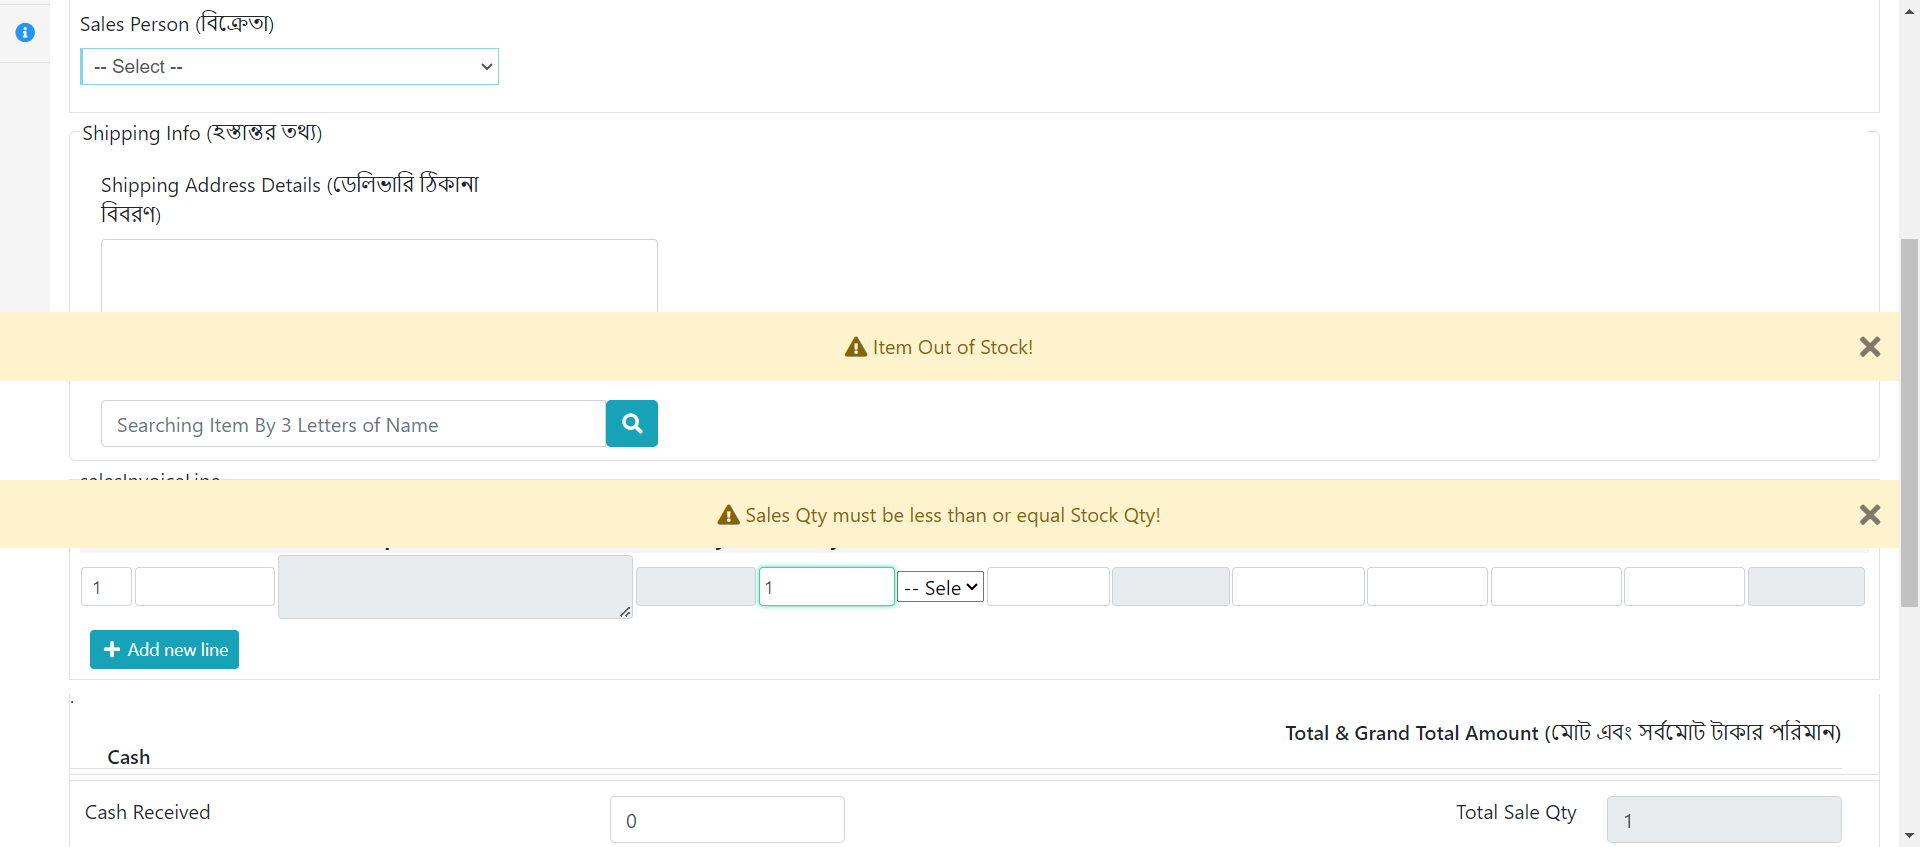 Sales Person (বিক্রেতা)
-- Select --
Shipping Info (হস্তান্তর তথ্য)
Shipping Address Details (ডেলিভারি ঠিকানা
বিবরণ)
Item Out of Stock!
Searching Item By 3 Letters of Name
salesInvoiceLine
Sales Qty must be less than or equal Stock Qty!
1
1
-- Sele
Add new line
.
Total & Grand Total Amount (মোট এবং সর্বমোট টাকার পরিমান)
Cash
Cash Received
0
Total Sale Qty
1